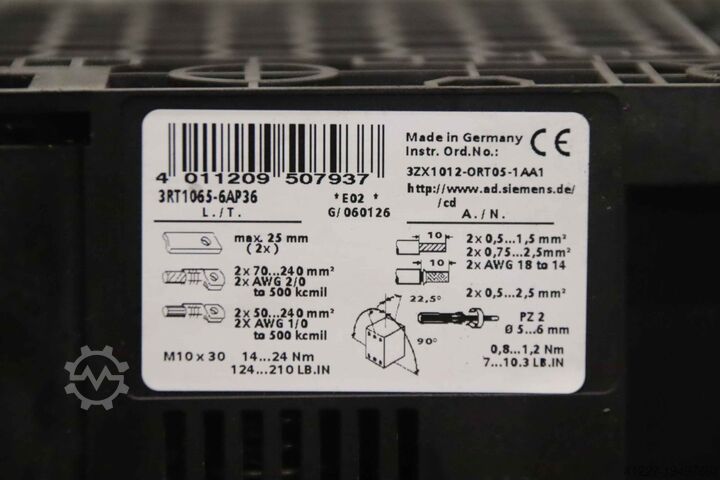 4 011209 507937
3RT1065-6AP36
* E02 *
G/060126
L./T.
max. 25 mm
(2x)
2x 70...240 mm²
2x AWG 2/0
to 500 kcmil
2x 50...240 mm²
2X AWG 1/0
to 500 kcmil
M10 x 30
14...24 Nm
124...210 LB.IN
Made in Germany
CE
Instr. Ord.No.:
3ZX1012-0RT05-1AA1
http://www.ad.siemens.de/
/cd
A./N.
10
2x 0,5...1,5 mm²
2x 0,75...2,5mm²
10
2x AWG 18 to 14
2x 0,5...2,5 mm²
22,5°
90°
PZ 2
Ø 5...6 mm
0,8...1,2 Nm
7...10.3 LB.IN